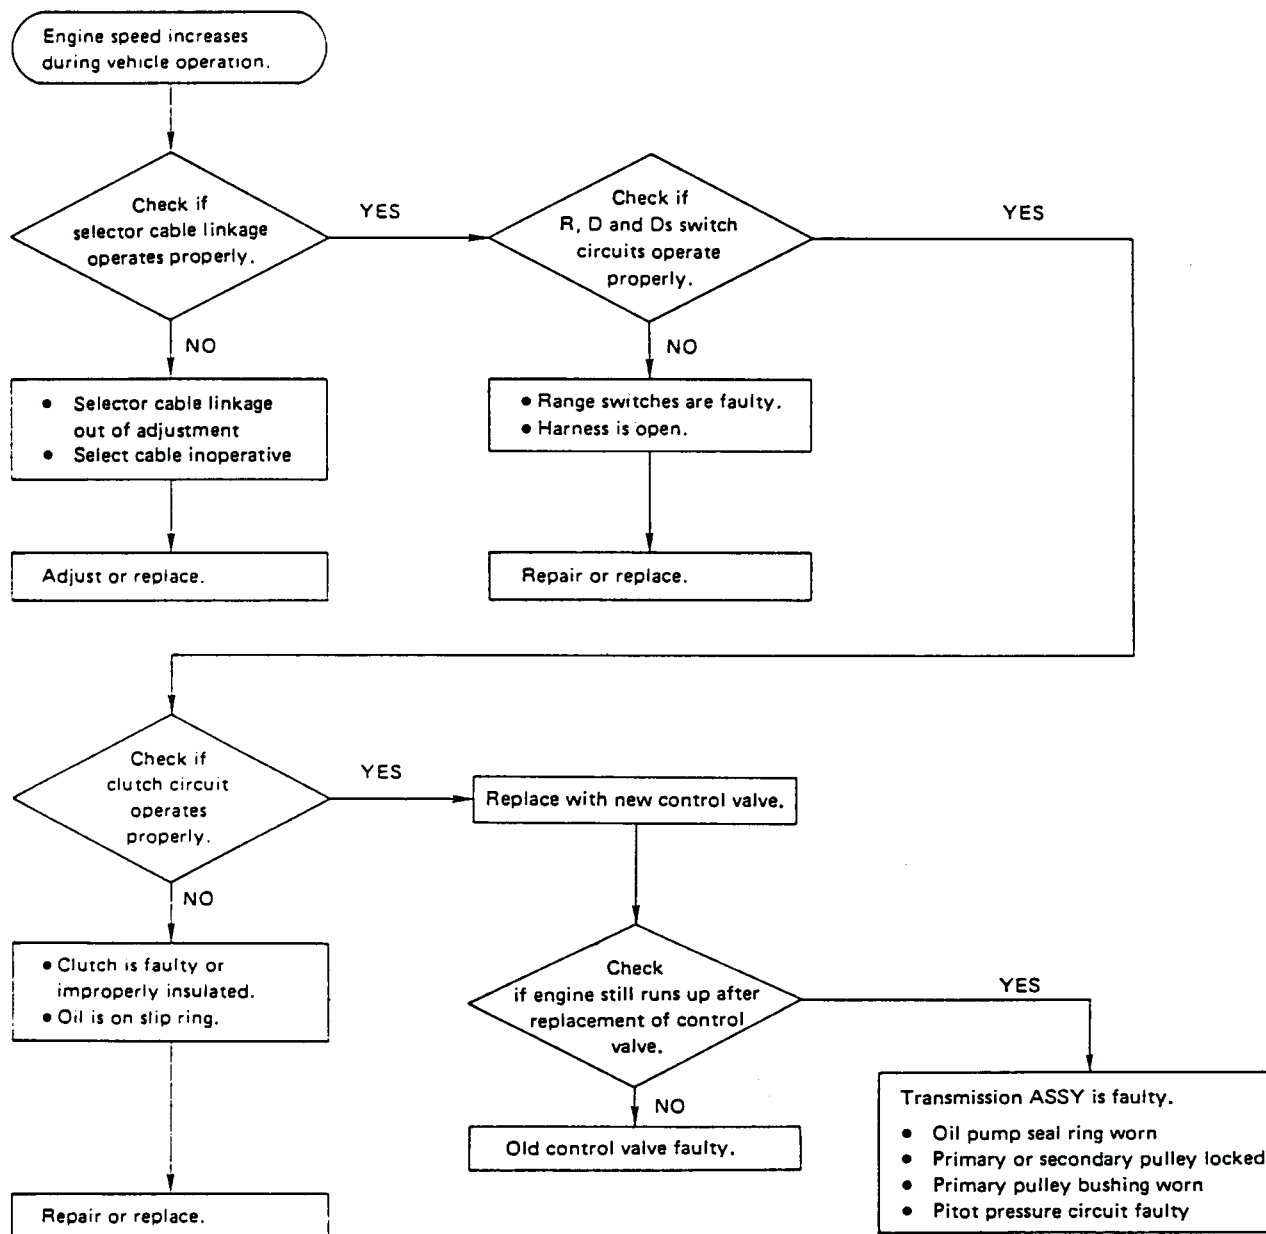 Engine speed increases
during vehicle operation.
Check if
selector cable linkage
operates properly.
YES
Check if
R, D and Ds switch
circuits operate
properly.
YES
NO
● Selector cable linkage
out of adjustment
● Select cable inoperative
Adjust or replace.
NO
● Range switches are faulty.
● Harness is open.
Repair or replace.
Check if
clutch circuit
operates
properly.
YES
Replace with new control valve.
NO
● Clutch is faulty or
improperly insulated.
● Oil is on slip ring.
Repair or replace.
Check
if engine still runs up after
replacement of control
valve.
YES
NO
Old control valve faulty.
Transmission ASSY is faulty.
● Oil pump seal ring worn
● Primary or secondary pulley locked
● Primary pulley bushing worn
● Pitot pressure circuit faulty